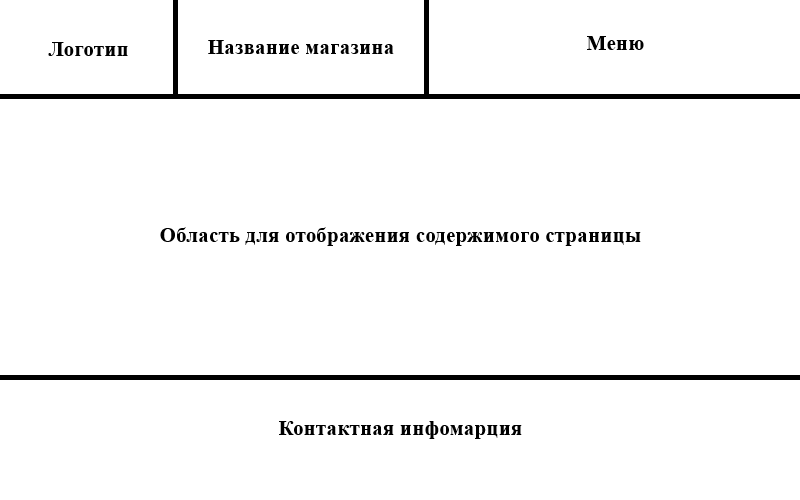 Логотип
Название магазина
Меню
Область для отображения содержимого страницы
Контактная инфомарция